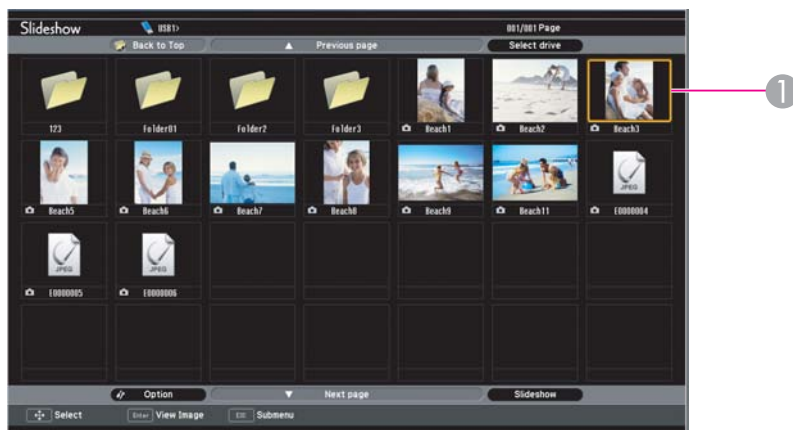 Slideshow USB1> 001/001 Page
Back to Top ▲ Previous page Select drive
123 Folder01 Folder2 Folder3 Beach1 Beach2 Beach3
1
Beach5 Beach6 Beach7 Beach8 Beach9 Beach11 E0000004
JPEG
JPEG JPEG
E0000005 E0000006
Option ▼ Next page Slideshow
Select Enter View Image ESC Submenu